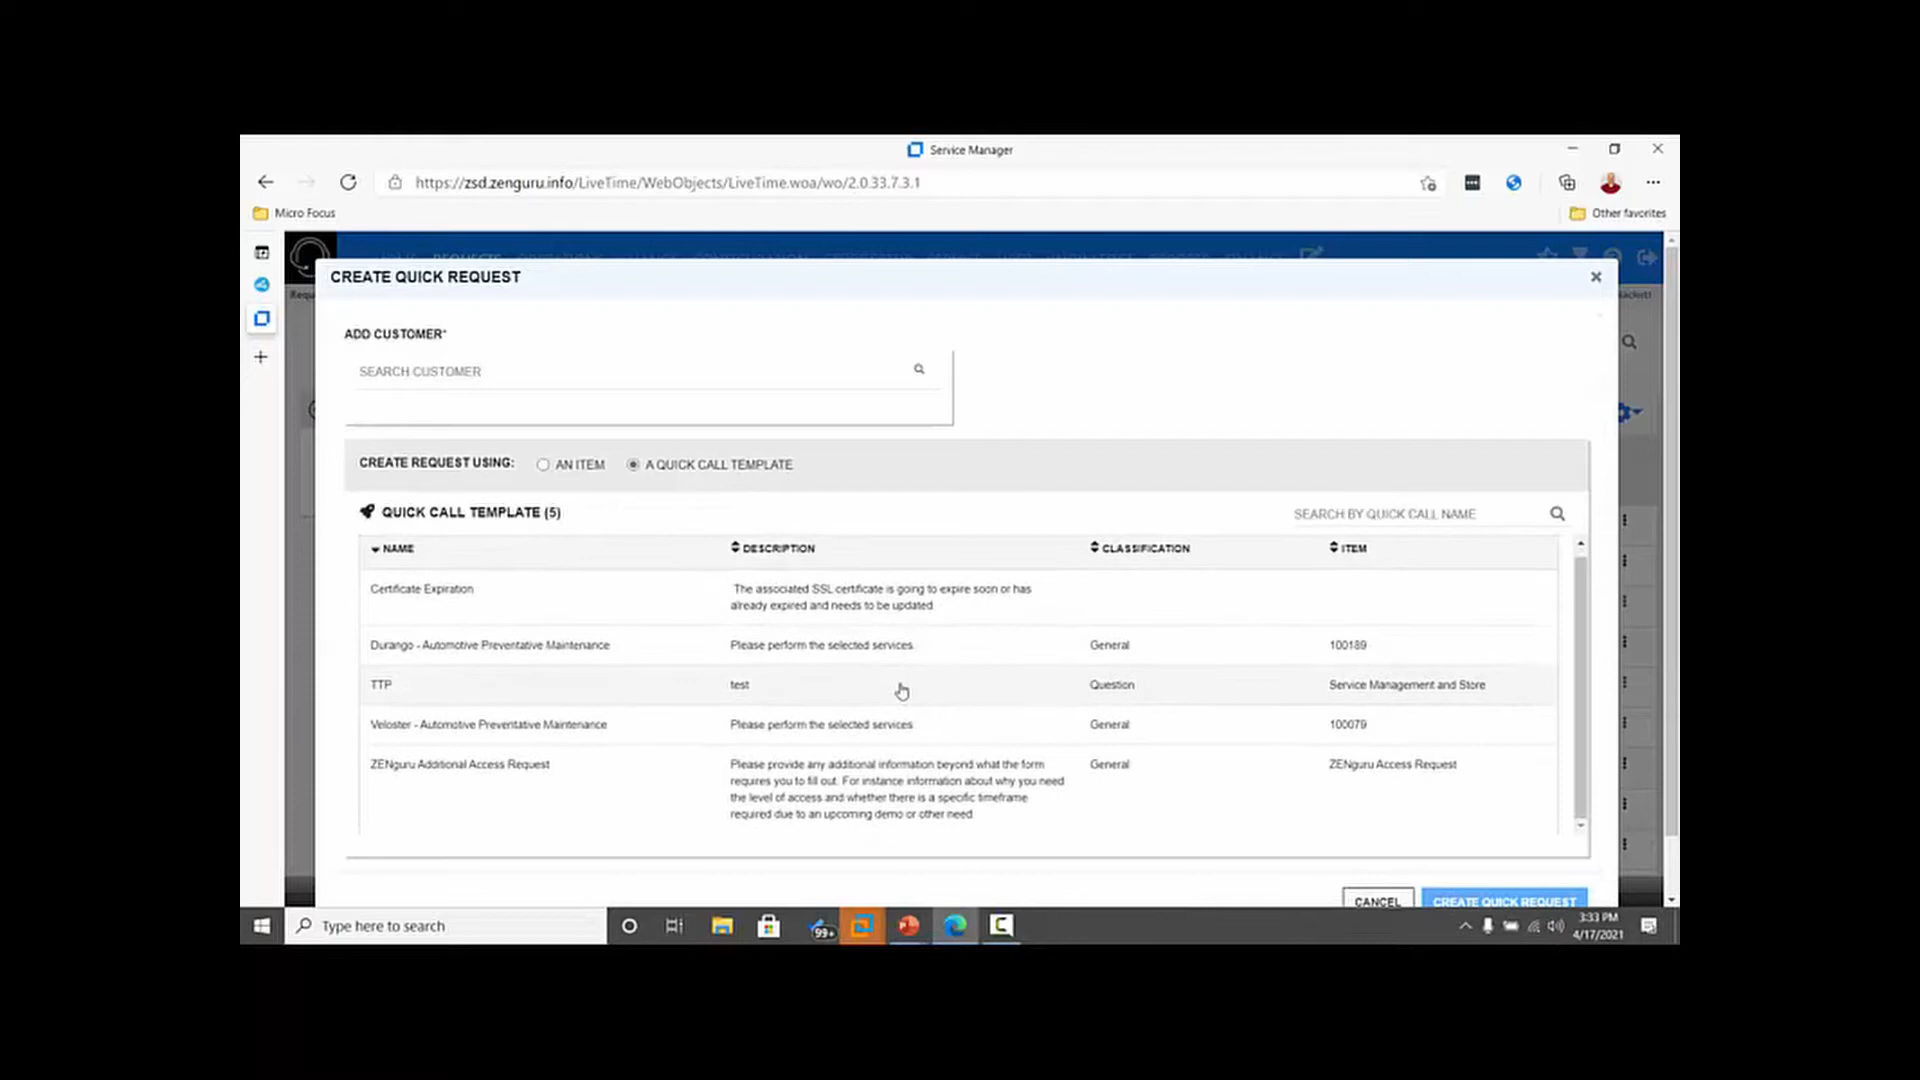 Service Manager
https://zsd.zenguru.info/LiveTime/WebObjects/LiveTime.woa/wo/2.0.33.7.3.1
Micro Focus
Other favorites
CREATE QUICK REQUEST
ADD CUSTOMER*
SEARCH CUSTOMER
CREATE REQUEST USING: AN ITEM A QUICK CALL TEMPLATE
QUICK CALL TEMPLATE (5)
SEARCH BY QUICK CALL NAME
NAME DESCRIPTION CLASSIFICATION ITEM
Certificate Expiration The associated SSL certificate is going to expire soon or has
already expired and needs to be updated
Durango - Automotive Preventative Maintenance Please perform the selected services. General 100189
TTP test Question Service Management and Store
Veloster - Automotive Preventative Maintenance Please perform the selected services General 100079
ZENguru Additional Access Request Please provide any additional information beyond what the form General ZENguru Access Request
requires you to fill out. For instance information about why you need
the level of access and whether there is a specific timeframe
required due to an upcoming demo or other need
CANCEL CREATE QUICK REQUEST
Type here to search
99+
3:33 PM
4/17/2021